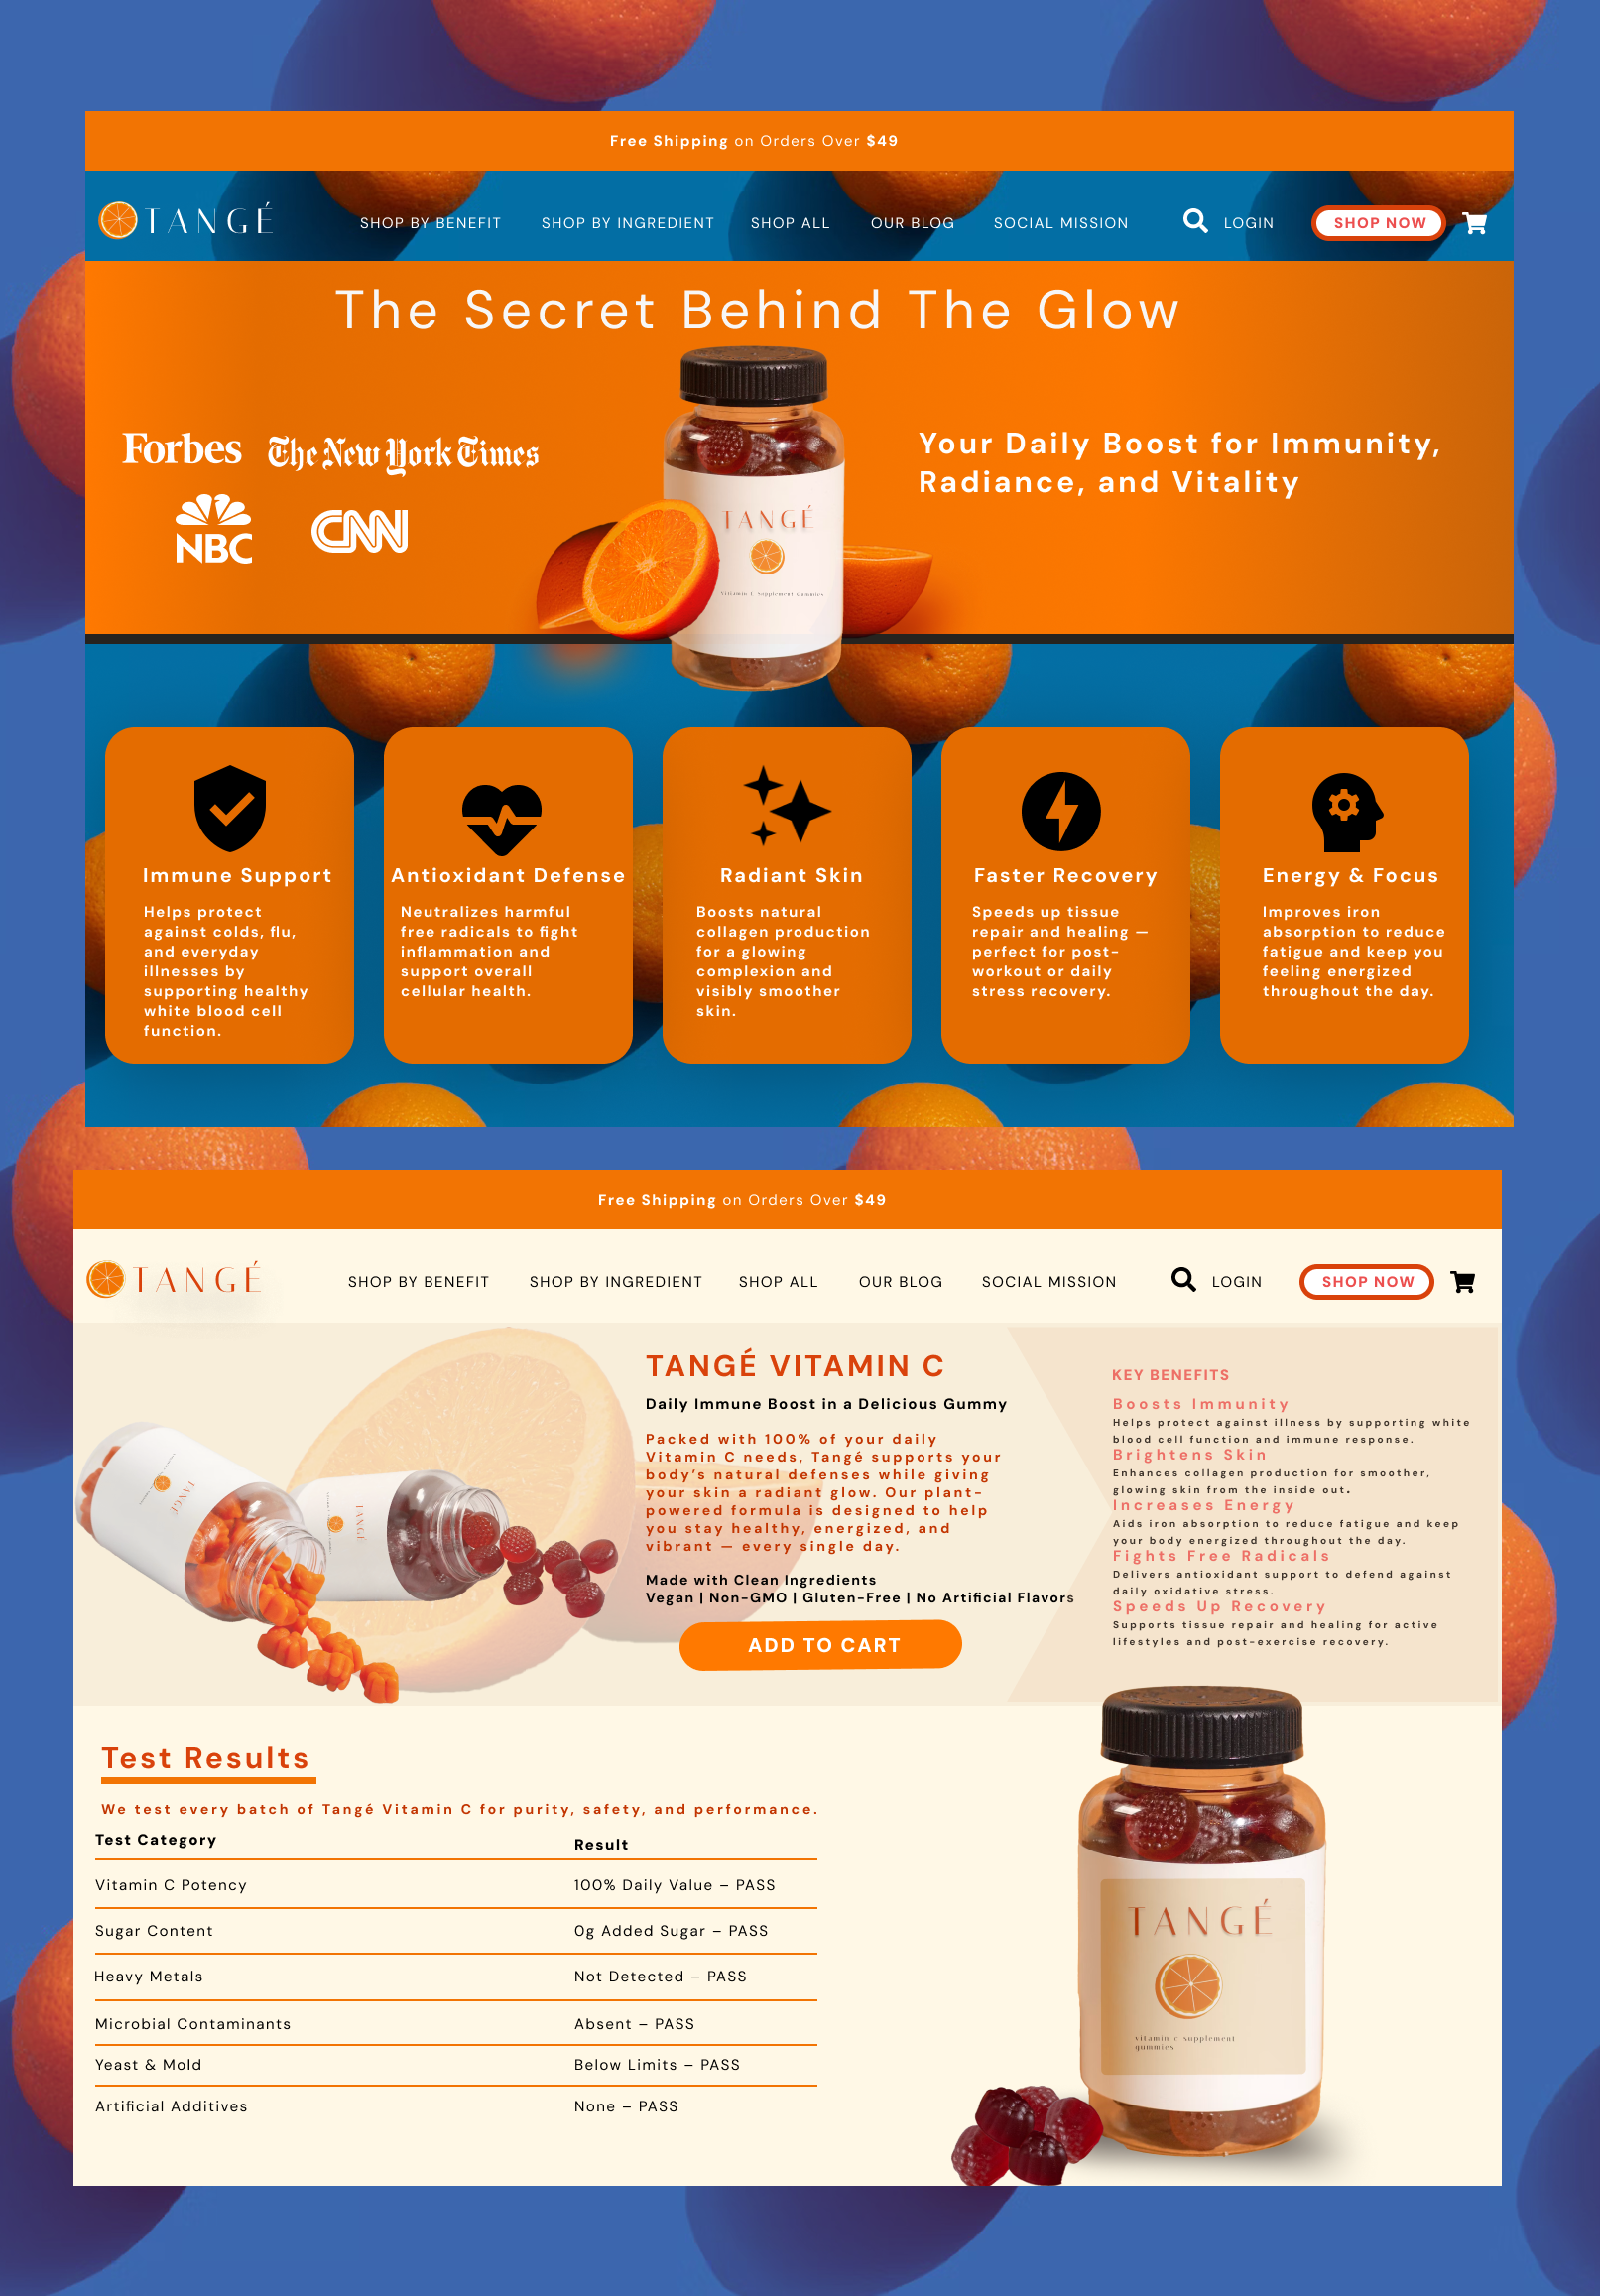 Free Shipping on Orders Over $49
TANGÉ
SHOP BY BENEFIT
SHOP BY INGREDIENT
SHOP ALL
OUR BLOG
SOCIAL MISSION
LOGIN
SHOP NOW
The Secret Behind The Glow
Forbes
The New York Times
NBC
CNN
TANGÉ
Vitamin C Supplement Gummies
Your Daily Boost for Immunity,
Radiance, and Vitality
Immune Support
Helps protect
against colds, flu,
and everyday
illnesses by
supporting healthy
white blood cell
function.
Antioxidant Defense
Neutralizes harmful
free radicals to fight
inflammation and
support overall
cellular health.
Radiant Skin
Boosts natural
collagen production
for a glowing
complexion and
visibly smoother
skin.
Faster Recovery
Speeds up tissue
repair and healing —
perfect for post-
workout or daily
stress recovery.
Energy & Focus
Improves iron
absorption to reduce
fatigue and keep you
feeling energized
throughout the day.
Free Shipping on Orders Over $49
TANGÉ
SHOP BY BENEFIT
SHOP BY INGREDIENT
SHOP ALL
OUR BLOG
SOCIAL MISSION
LOGIN
SHOP NOW
TANGÉ
TANGÉ
TANGÉ VITAMIN C
Daily Immune Boost in a Delicious Gummy
Packed with 100% of your daily
Vitamin C needs, Tangé supports your
body's natural defenses while giving
your skin a radiant glow. Our plant-
powered formula is designed to help
you stay healthy, energized, and
vibrant — every single day.
Made with Clean Ingredients
Vegan | Non-GMO | Gluten-Free | No Artificial Flavors
ADD TO CART
KEY BENEFITS
Boosts Immunity
Helps protect against illness by supporting white
blood cell function and immune response.
Brightens Skin
Enhances collagen production for smoother,
glowing skin from the inside out.
Increases Energy
Aids iron absorption to reduce fatigue and keep
your body energized throughout the day.
Fights Free Radicals
Delivers antioxidant support to defend against
daily oxidative stress.
Speeds Up Recovery
Supports tissue repair and healing for active
lifestyles and post-exercise recovery.
Test Results
We test every batch of Tangé Vitamin C for purity, safety, and performance.
Test Category
Result
Vitamin C Potency
100% Daily Value – PASS
Sugar Content
0g Added Sugar – PASS
Heavy Metals
Not Detected – PASS
Microbial Contaminants
Absent – PASS
Yeast & Mold
Below Limits – PASS
Artificial Additives
None – PASS
TANGÉ
vitamin c supplement
gummies